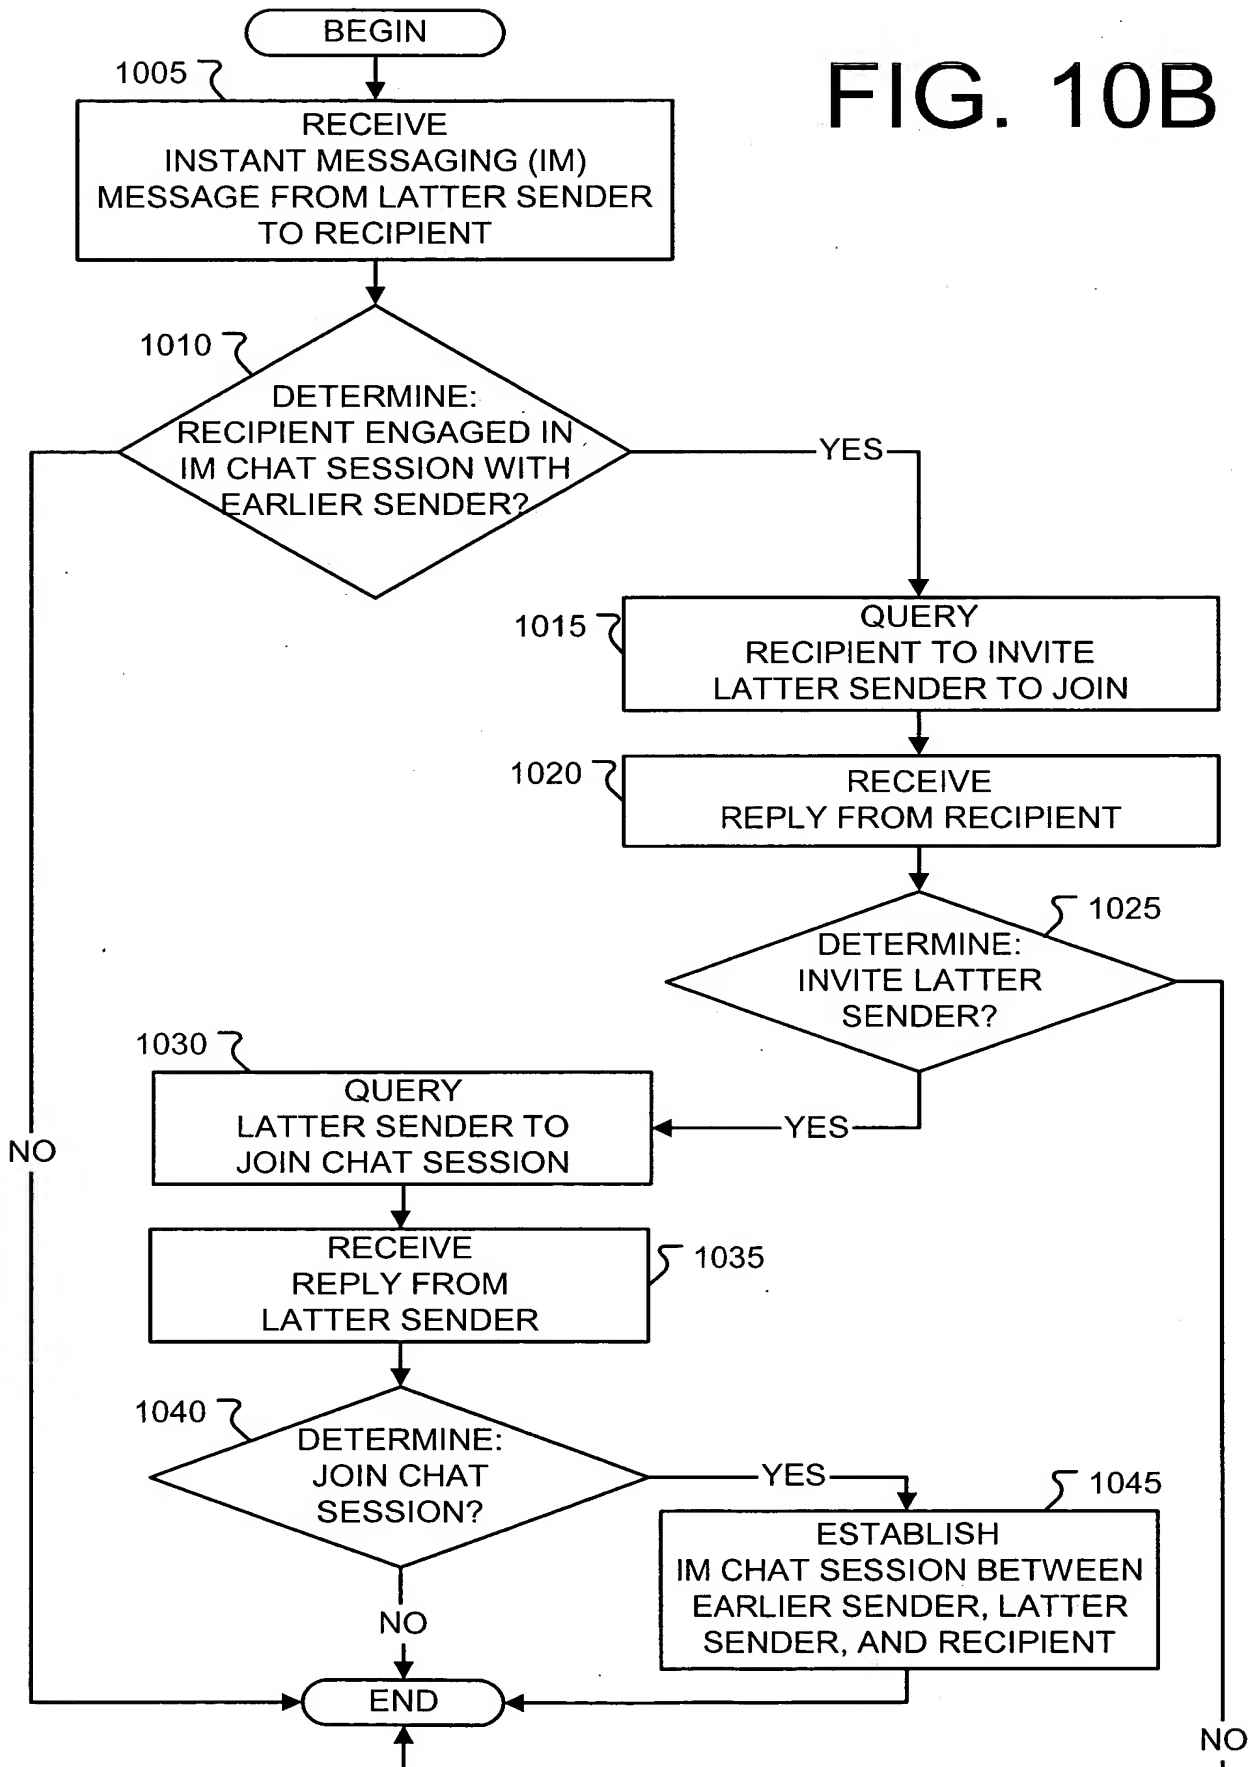 BEGIN
FIG. 10B
1005
RECEIVE
INSTANT MESSAGING (IM)
MESSAGE FROM LATTER SENDER
TO RECIPIENT
1010
DETERMINE:
RECIPIENT ENGAGED IN
IM CHAT SESSION WITH
EARLIER SENDER?
YES
1015
QUERY
RECIPIENT TO INVITE
LATTER SENDER TO JOIN
1020
RECEIVE
REPLY FROM RECIPIENT
1025
DETERMINE:
INVITE LATTER
SENDER?
1030
QUERY
LATTER SENDER TO
JOIN CHAT SESSION
YES
NO
RECEIVE
REPLY FROM
LATTER SENDER
1035
1040
DETERMINE:
JOIN CHAT
SESSION?
YES
1045
ESTABLISH
IM CHAT SESSION BETWEEN
EARLIER SENDER, LATTER
SENDER, AND RECIPIENT
NO
END
NO